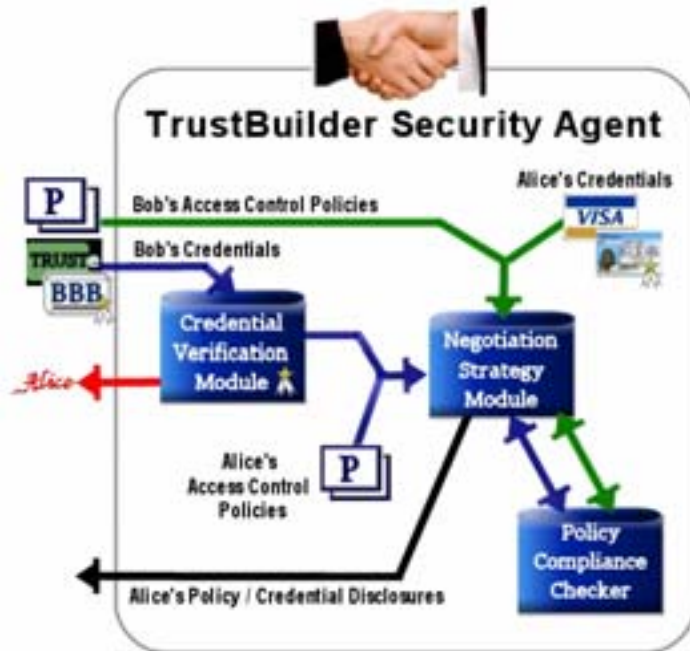 TrustBuilder Security Agent
P
Bob's Access Control Policies
Alice's Credentials
VISA
TRUST
Bob's Credentials
BBB
Credential
Verification
Module
Negotiation
Strategy
Module
Alice
Alice's
Access Control
Policies
P
Policy
Compliance
Checker
Alice's Policy / Credential Disclosures